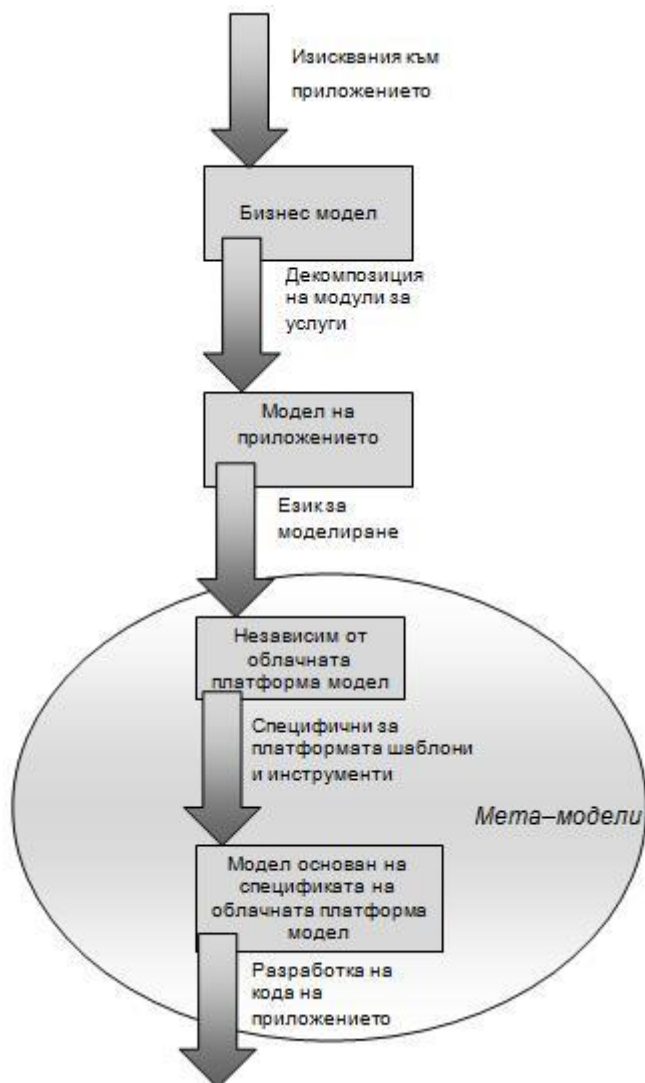 Изисквания към
приложението
Бизнес модел
Декомпозиция
на модули за
услуги
Модел на
приложението
Език за
моделиране
Независим от
облачната
платформа модел
Специфични за
платформата шаблони
и инструменти
Мета–модели
Модел основан на
спецификата на
облачната платформа
модел
Разработка на
кода на
приложението